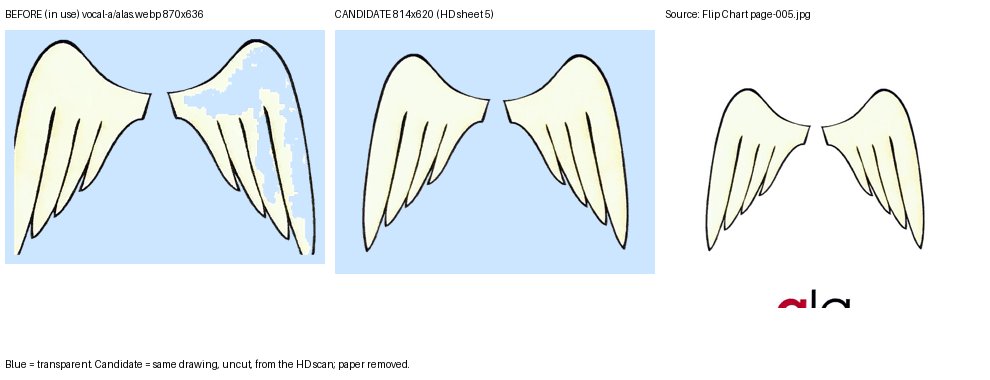 BEFORE (in use) vocal-a/alas.webp 870x636
CANDIDATE 814x620 (HD sheet 5)
Source: Flip Chart page-005.jpg
ala
Blue = transparent. Candidate = same drawing, uncut, from the HD scan; paper removed.